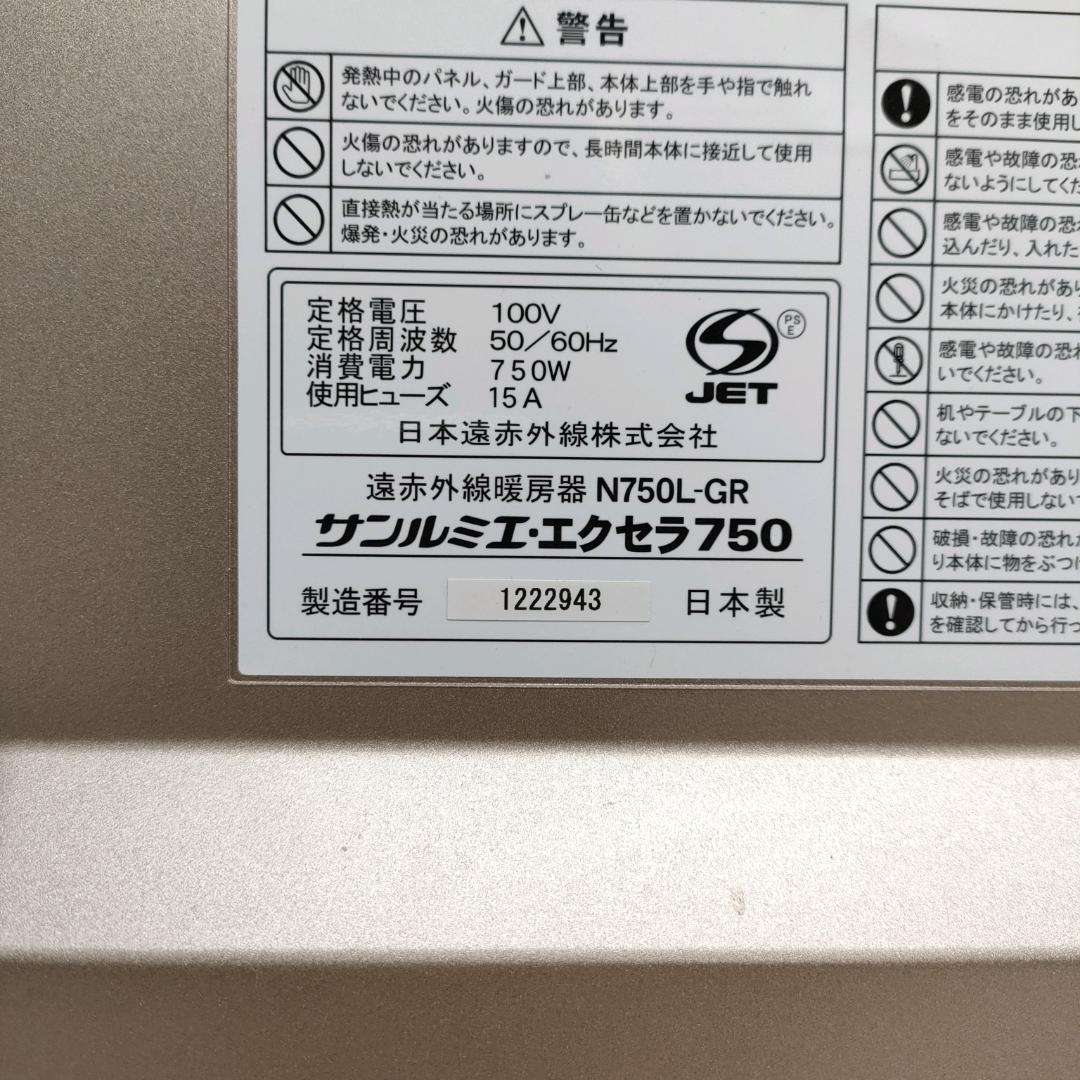 警告
発熱中のパネル、ガード上部、本体上部を手や指で触れ
ないでください。火傷の恐れがあります。
火傷の恐れがありますので、長時間本体に接近して使用
しないでください。
直接熱が当たる場所にスプレー缶などを置かないでください。
爆発・火災の恐れがあります。
定格電圧 100V
定格周波数 50／60Hz
消費電力 750W
使用ヒューズ 15A
PS
E
JET
日本遠赤外線株式会社
遠赤外線暖房器 N750L-GR
サンルミエ・エクセラ750
製造番号 1222943 日本製
感電の恐れがあ
をそのまま使用し
感電や故障の恐
ないようにしてくだ
感電や故障の恐れ
込んだり、入れた
火災の恐れがあり
本体にかけたり、
感電や故障の恐れ
いでください。
机やテーブルの下
ないでください。
火災の恐れがあり
そばで使用しない
破損・故障の恐れが
り本体に物をぶつけ
収納・保管時には、
を確認してから行っ